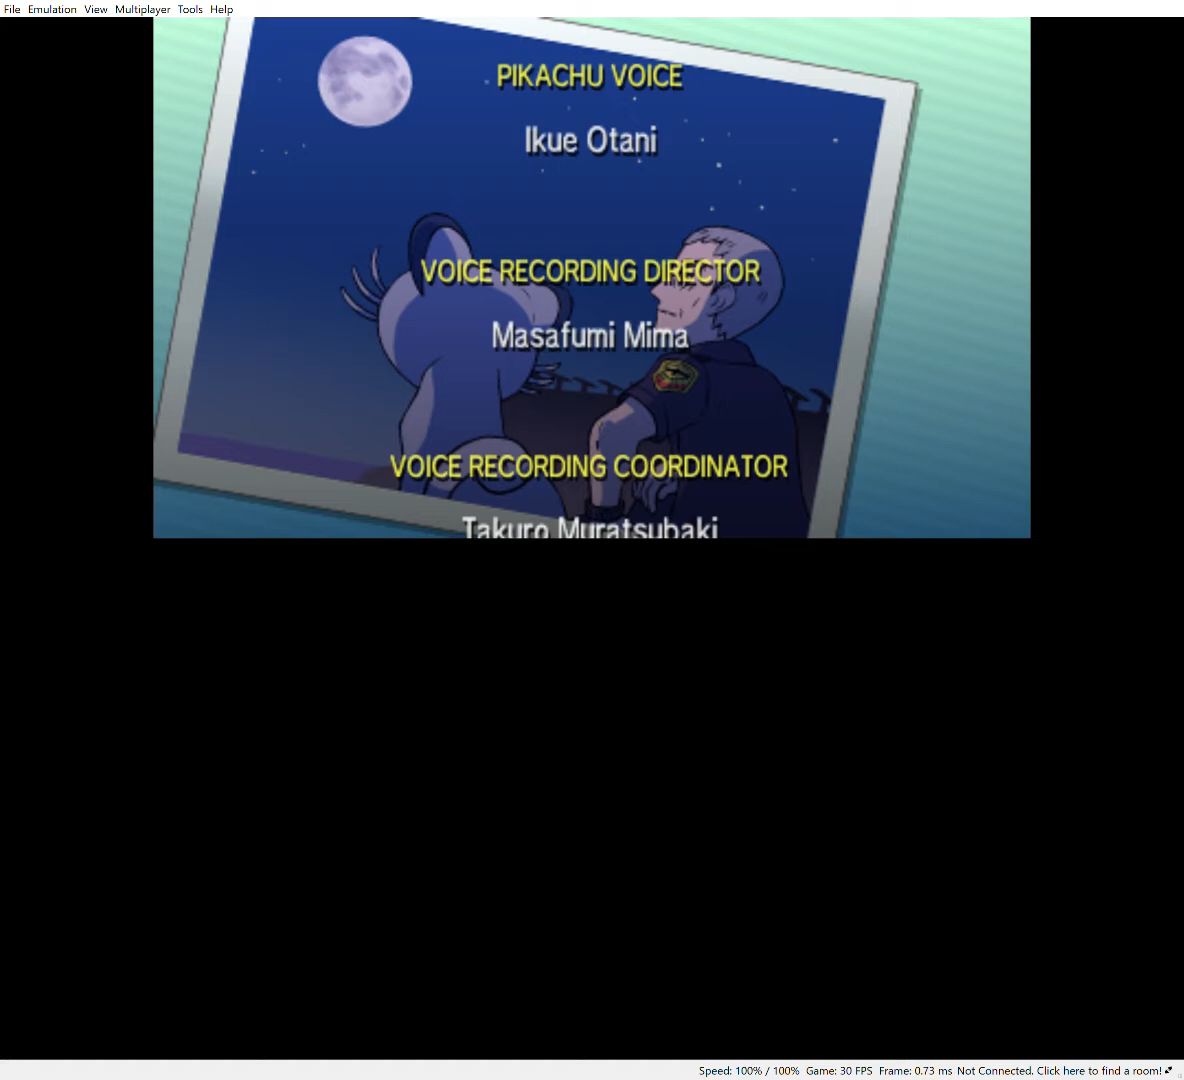 File Emulation View Multiplayer Tools Help
PIKACHU VOICE
Ikue Otani
VOICE RECORDING DIRECTOR
Masafumi Mima
VOICE RECORDING COORDINATOR
Takuro Muratsubaki
Speed: 100% / 100% Game: 30 FPS Frame: 0.73 ms Not Connected. Click here to find a room!